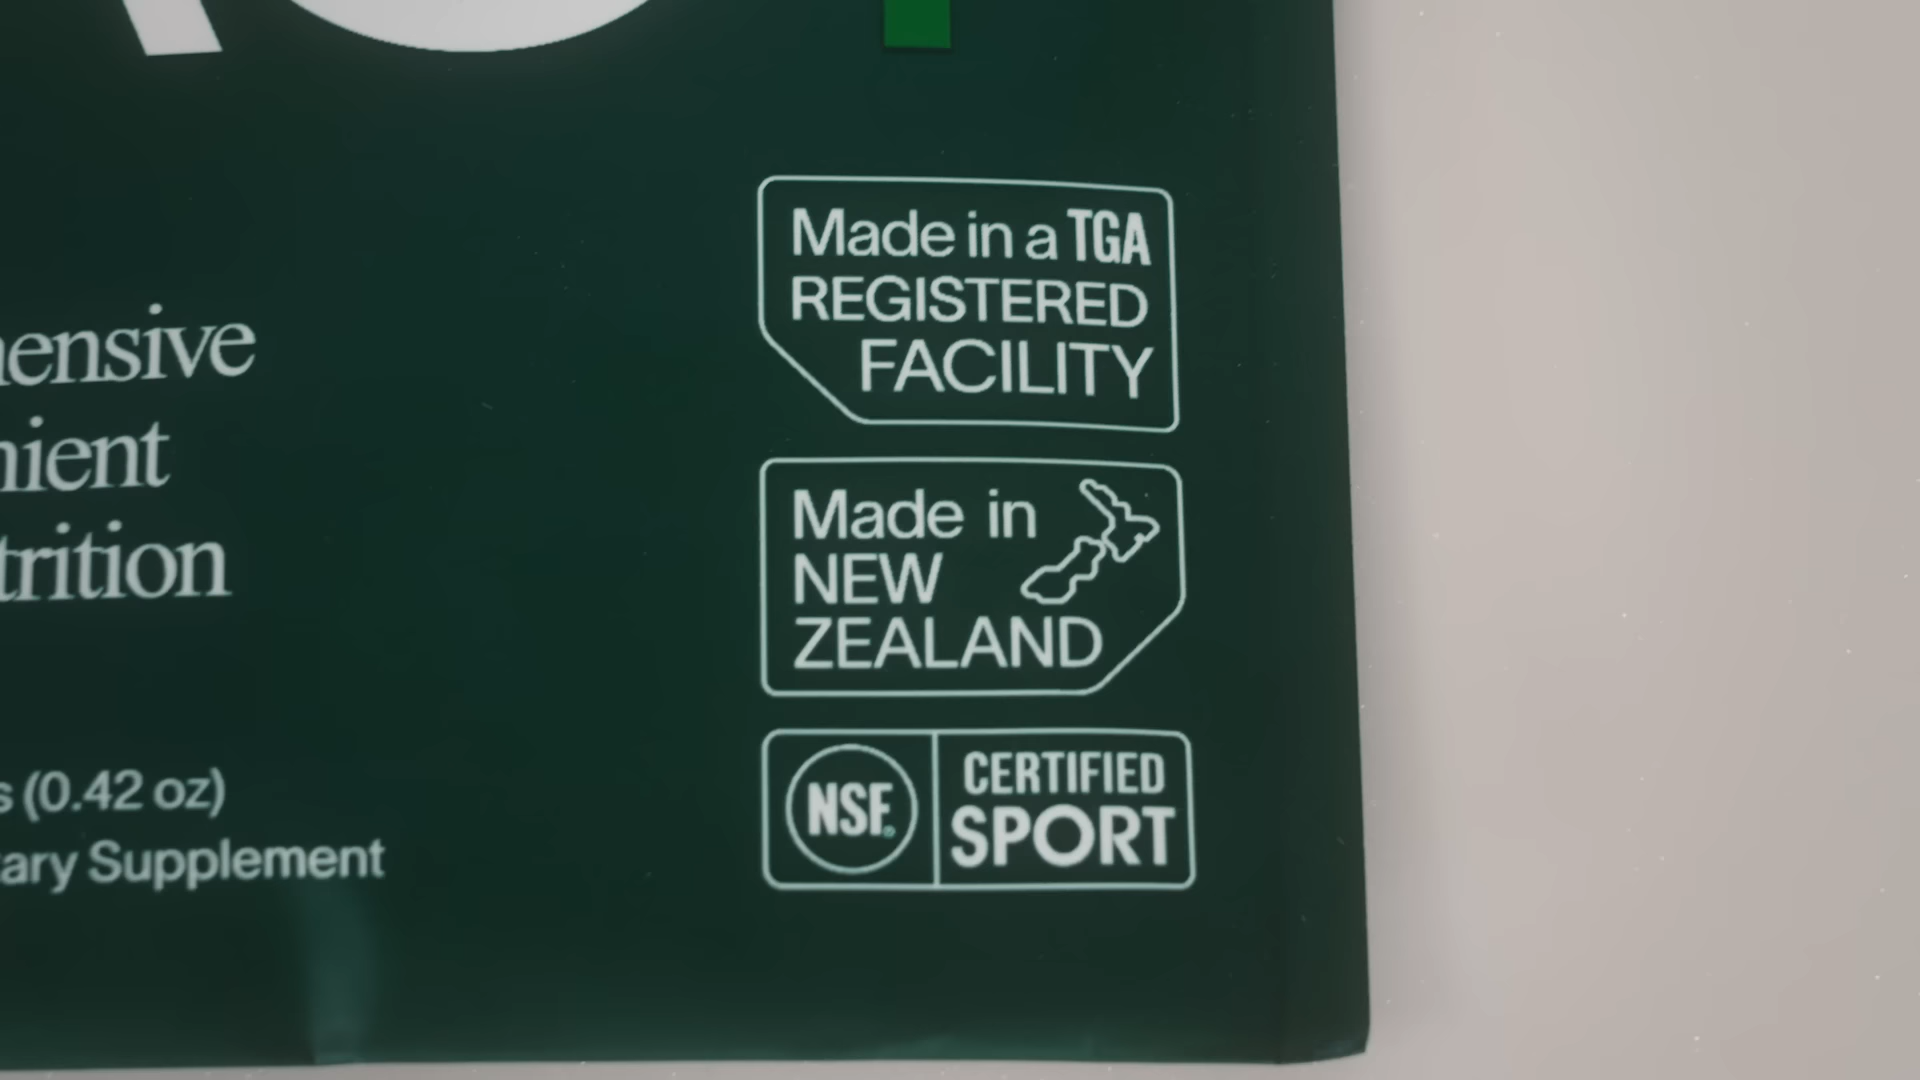 ensive
nient
trition
s (0.42 oz)
ary Supplement
Made in a TGA
REGISTERED
FACILITY
Made in
NEW
ZEALAND
NSF®
CERTIFIED
SPORT